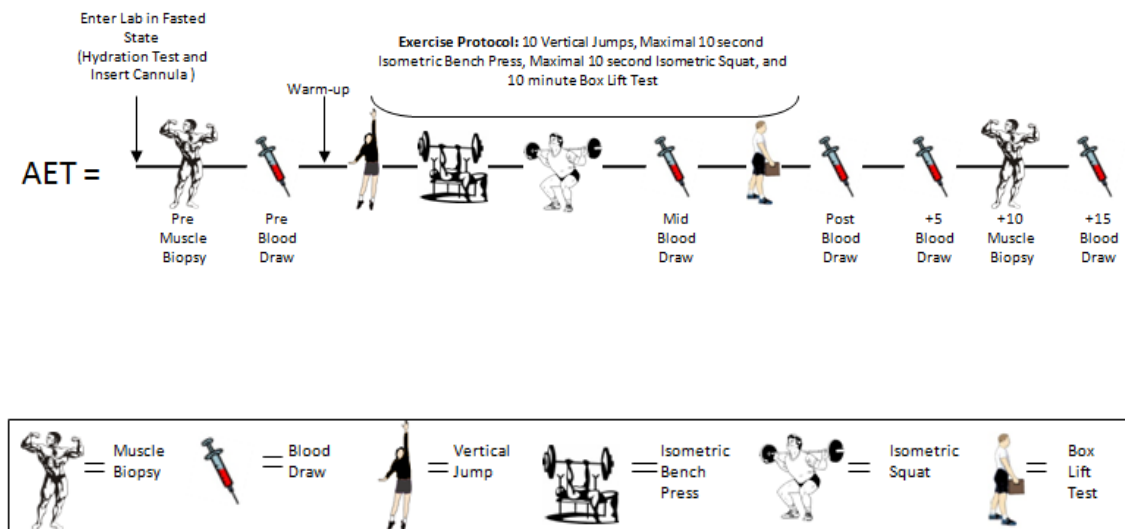 Enter Lab in Fasted
State
(Hydration Test and
Insert Cannula )
Exercise Protocol: 10 Vertical Jumps, Maximal 10 second
Isometric Bench Press, Maximal 10 second Isometric Squat, and
10 minute Box Lift Test
Warm-up
AET =
Pre
Muscle
Biopsy
Pre
Blood
Draw
Mid
Blood
Draw
Post
Blood
Draw
+5
Blood
Draw
+10
Muscle
Biopsy
+15
Blood
Draw
Muscle
Biopsy
=
Blood
Draw
=
Vertical
Jump
=
Isometric
Bench
Press
=
Isometric
Squat
=
Box
Lift
Test
=